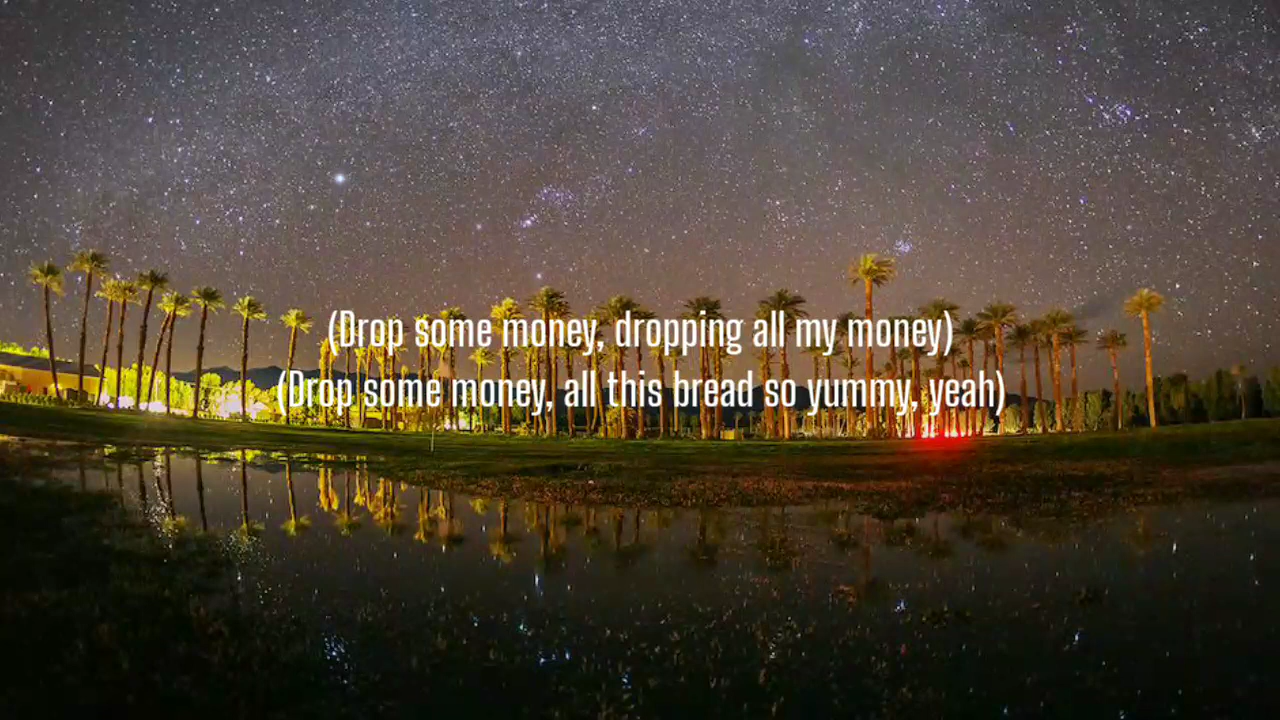 (Drop some money, dropping all my money)
(Drop some money, all this bread so yummy, yeah)